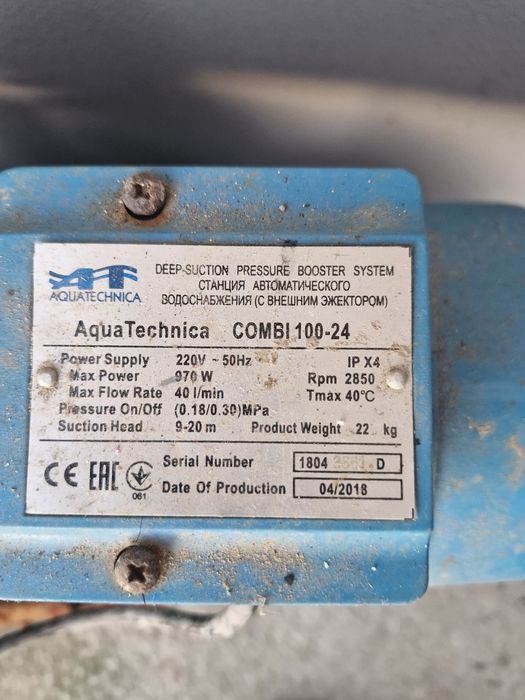 AQUATECHNICA
DEEP-SUCTION PRESSURE BOOSTER SYSTEM
СТАНЦИЯ АВТОМАТИЧЕСКОГО
ВОДОСНАБЖЕНИЯ (С ВНЕШНИМ ЭЖЕКТОРОМ)
AquaTechnica COMBI 100-24
Power Supply 220V ~ 50Hz IP X4
Max Power 970 W Rpm 2850
Max Flow Rate 40 l/min Tmax 40°C
Pressure On/Off (0.18/0.30)MPa
Suction Head 9-20 m Product Weight 22 kg
Serial Number 1804 D
CE EAC 061 Date Of Production 04/2018